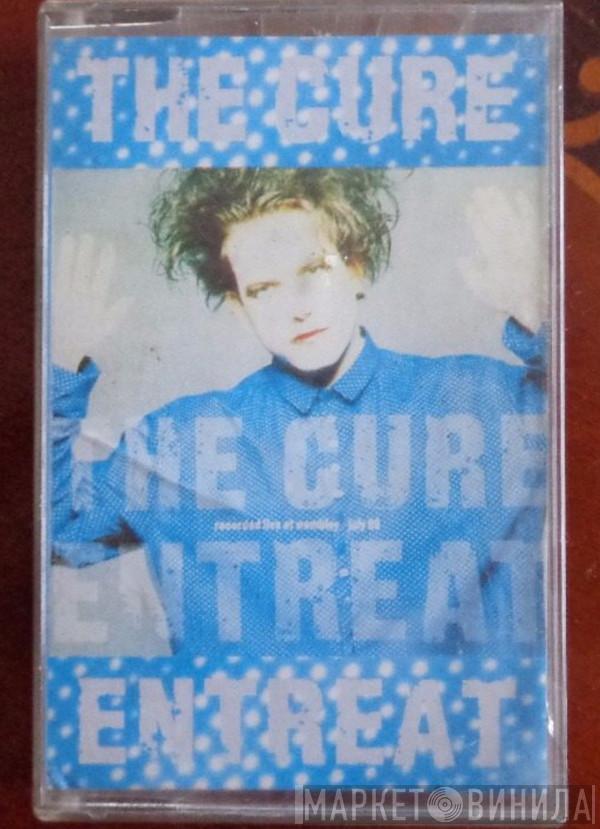 THE CURE
THE CURE
recorded live at wembley july 89
ENTREAT
ENTREAT
МАРКЕТ ВИНИЛА